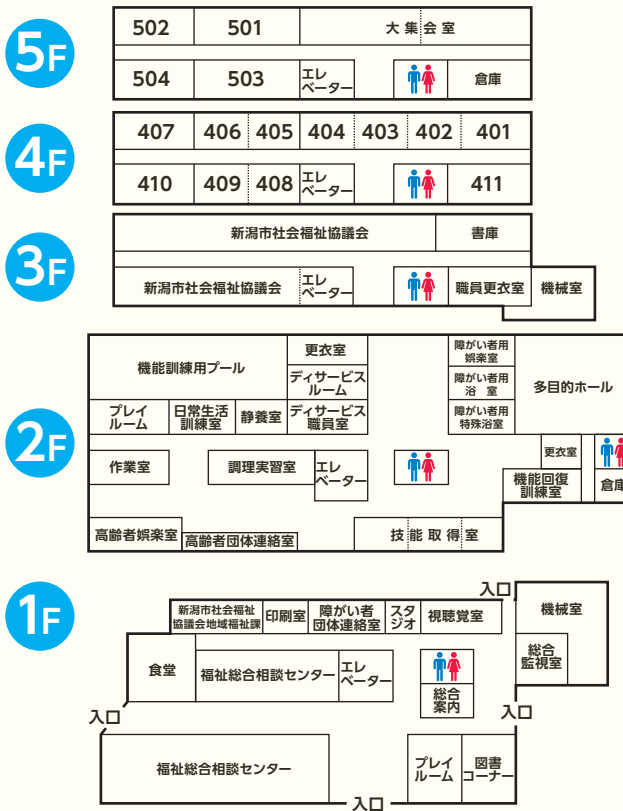 5F
502
501
大集会室
504
503
エレ
ベーター
倉庫
4F
407
406
405
404
403
402
401
410
409
408
エレ
ベーター
411
3F
新潟市社会福祉協議会
書庫
新潟市社会福祉協議会
エレ
ベーター
職員更衣室
機械室
2F
機能訓練用プール
更衣室
ディサービス
ルーム
障がい者用
娯楽室
障がい者用
浴 室
障がい者用
特殊浴室
多目的ホール
プレイ
ルーム
日常生活
訓練室
静養室
ディサービス
職員室
作業室
調理実習室
エレ
ベーター
更衣室
機能回復
訓練室
倉庫
高齢者娯楽室
高齢者団体連絡室
技能取得室
1F
入口
新潟市社会福祉
協議会地域福祉課
印刷室
障がい者
団体連絡室
スタ
ジオ
視聴覚室
機械室
食堂
福祉総合相談センター
エレ
ベーター
総合
案内
総合
監視室
入口
入口
福祉総合相談センター
プレイ
ルーム
図書
コーナー
入口